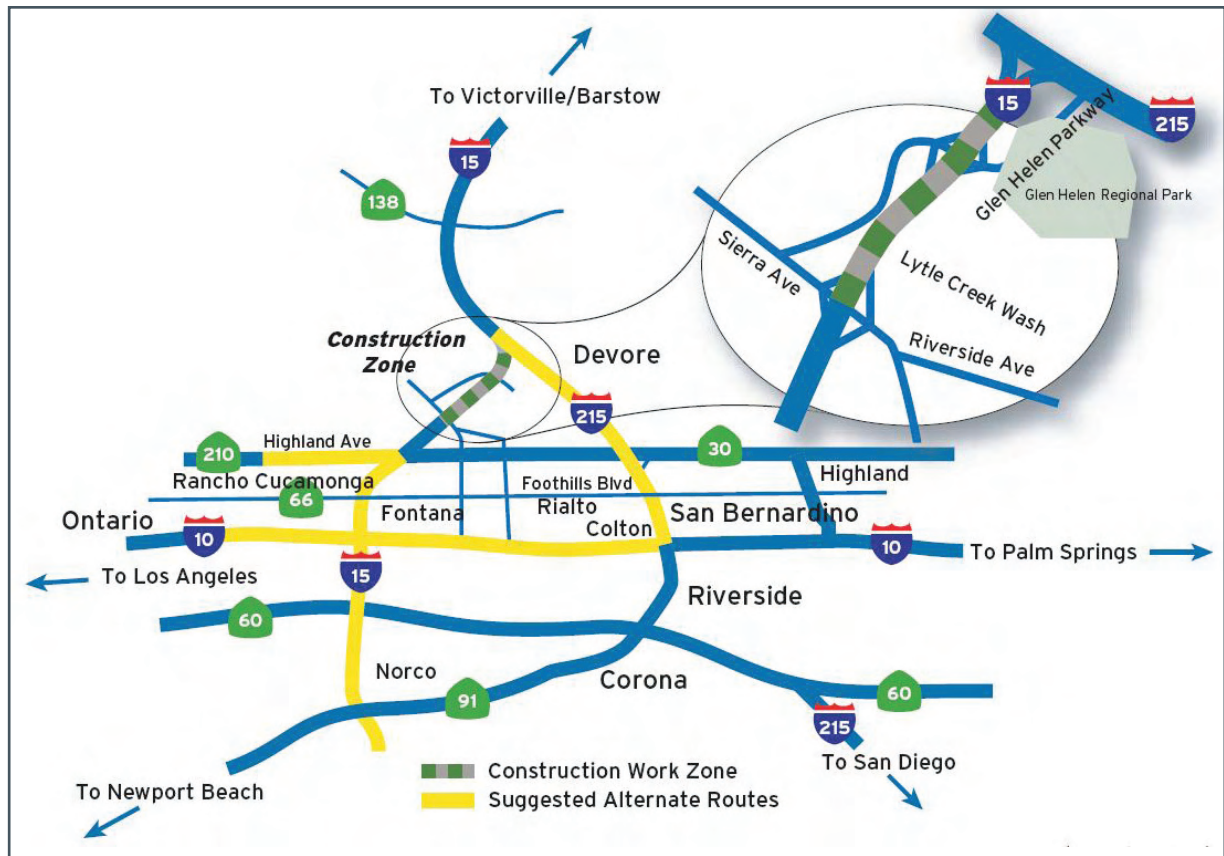 To Victorville/Barstow
15
138
Construction
Zone
Devore
215
15
215
Glen Helen Parkway
Glen Helen Regional Park
Sierra Ave
Lytle Creek Wash
Riverside Ave
210
Highland Ave
30
Rancho Cucamonga
Highland
66
Foothills Blvd
Fontana
Rialto
Ontario
Colton
San Bernardino
10
10
To Palm Springs
To Los Angeles
15
Riverside
60
Norco
Corona
91
60
215
To San Diego
To Newport Beach
Construction Work Zone
Suggested Alternate Routes